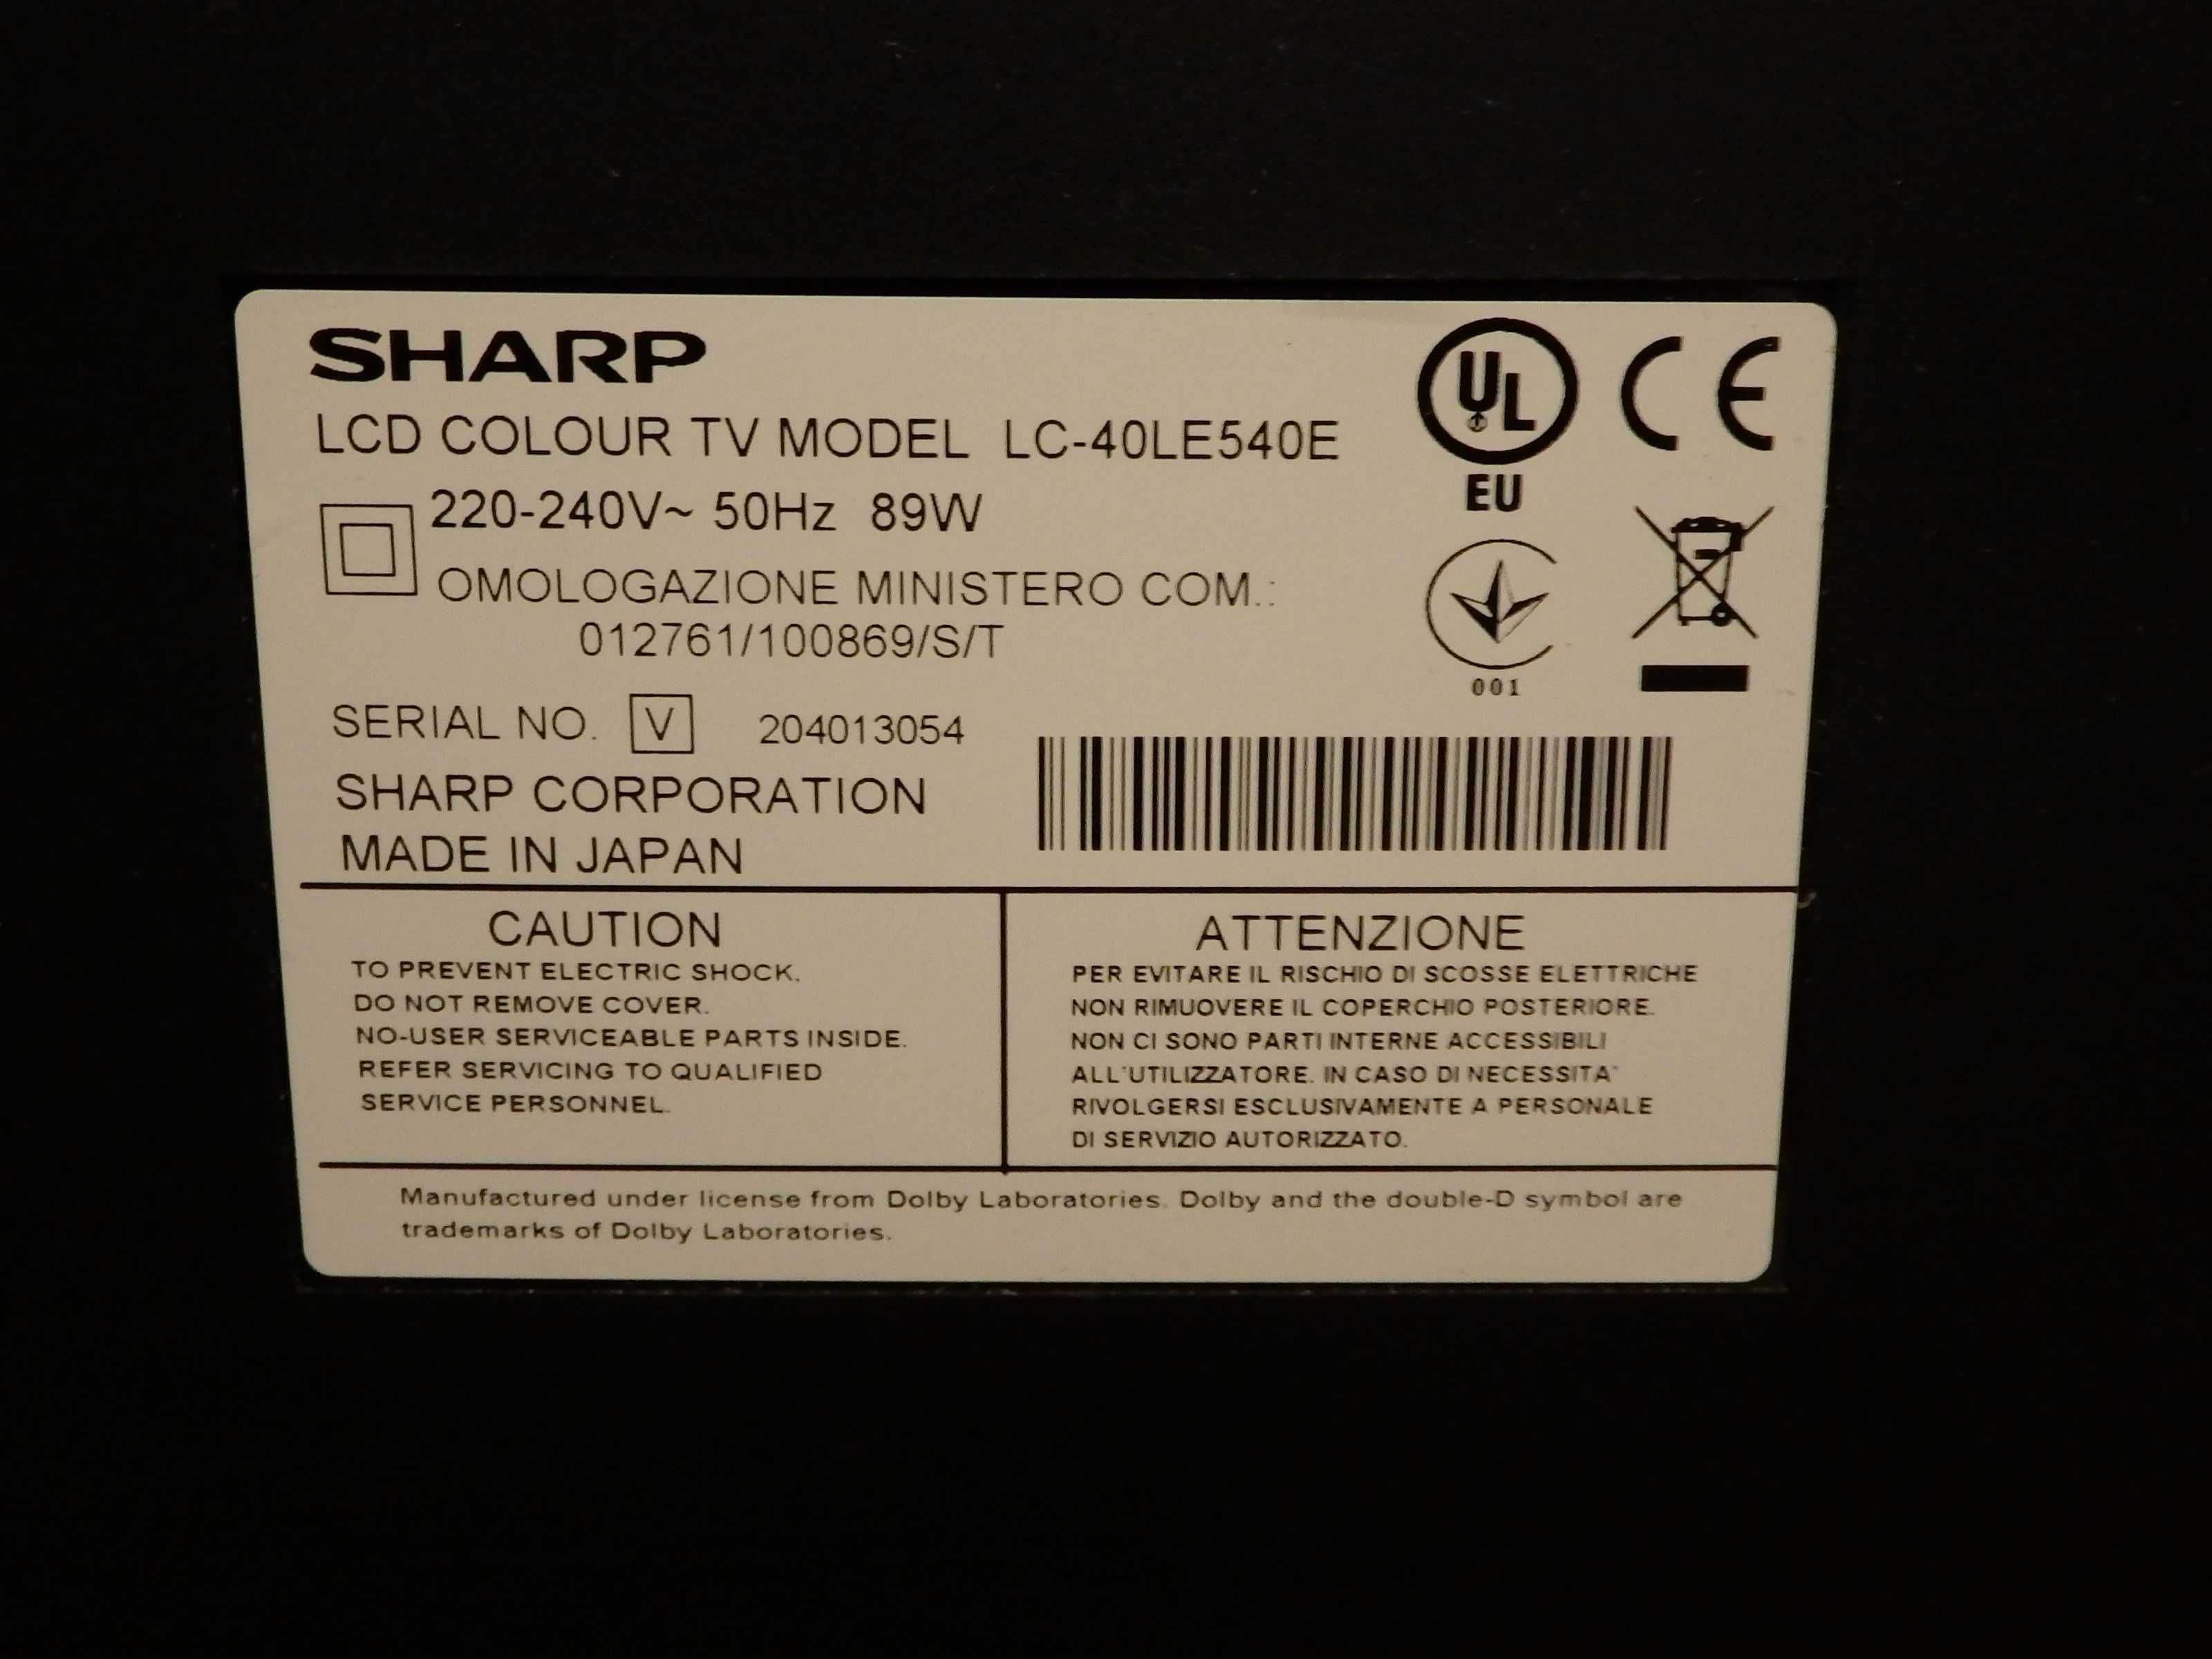 SHARP
LCD COLOUR TV MODEL LC-40LE540E
220-240V~ 50Hz 89W
OMOLOGAZIONE MINISTERO COM.:
012761/100869/S/T
UL
EU
CE
001
SERIAL NO. V 204013054
SHARP CORPORATION
MADE IN JAPAN
CAUTION
TO PREVENT ELECTRIC SHOCK.
DO NOT REMOVE COVER.
NO-USER SERVICEABLE PARTS INSIDE.
REFER SERVICING TO QUALIFIED
SERVICE PERSONNEL.
ATTENZIONE
PER EVITARE IL RISCHIO DI SCOSSE ELETTRICHE
NON RIMUOVERE IL COPERCHIO POSTERIORE.
NON CI SONO PARTI INTERNE ACCESSIBILI
ALL'UTILIZZATORE. IN CASO DI NECESSITA'
RIVOLGERSI ESCLUSIVAMENTE A PERSONALE
DI SERVIZIO AUTORIZZATO.
Manufactured under license from Dolby Laboratories. Dolby and the double-D symbol are
trademarks of Dolby Laboratories.